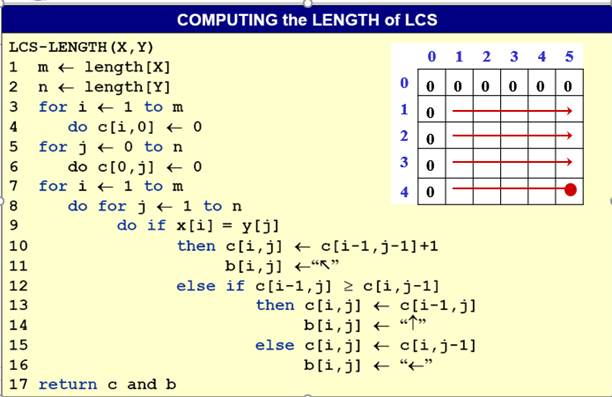 COMPUTING the LENGTH of LCS
LCS-LENGTH(X,Y)
1 m ← length[X]
2 n ← length[Y]
3 for i ← 1 to m
4 do c[i,0] ← 0
5 for j ← 0 to n
6 do c[0,j] ← 0
7 for i ← 1 to m
8 do for j ← 1 to n
9 do if x[i] = y[j]
10 then c[i,j] ← c[i-1,j-1]+1
11 b[i,j] ←“↖”
12 else if c[i-1,j] ≥ c[i,j-1]
13 then c[i,j] ← c[i-1,j]
14 b[i,j] ← “↑”
15 else c[i,j] ← c[i,j-1]
16 b[i,j] ← “←”
17 return c and b
0 1 2 3 4 5
0 0 0 0 0 0 0
1 0
2 0
3 0
4 0